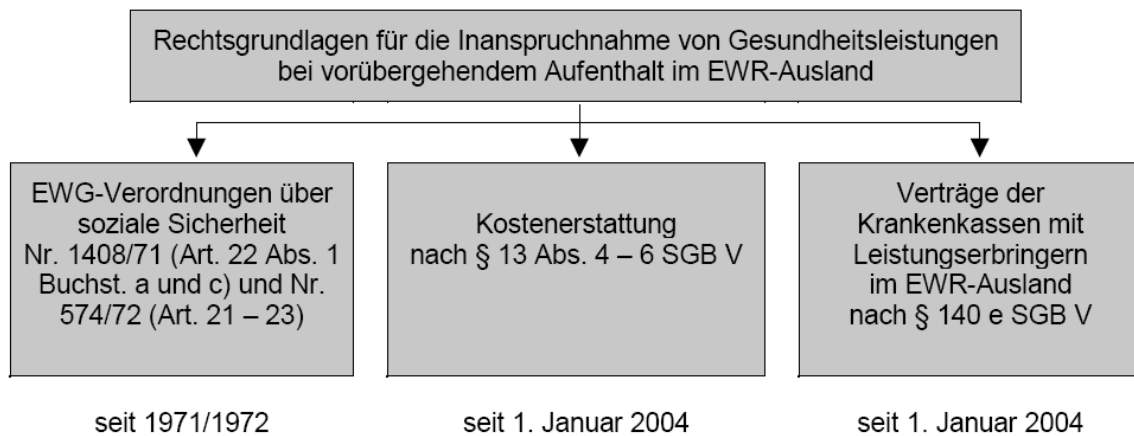 Rechtsgrundlagen für die Inanspruchnahme von Gesundheitsleistungen
bei vorübergehendem Aufenthalt im EWR-Ausland
EWG-Verordnungen über
soziale Sicherheit
Nr. 1408/71 (Art. 22 Abs. 1
Buchst. a und c) und Nr.
574/72 (Art. 21 – 23)
seit 1971/1972
Kostenerstattung
nach § 13 Abs. 4 – 6 SGB V
seit 1. Januar 2004
Verträge der
Krankenkassen mit
Leistungserbringern
im EWR-Ausland
nach § 140 e SGB V
seit 1. Januar 2004